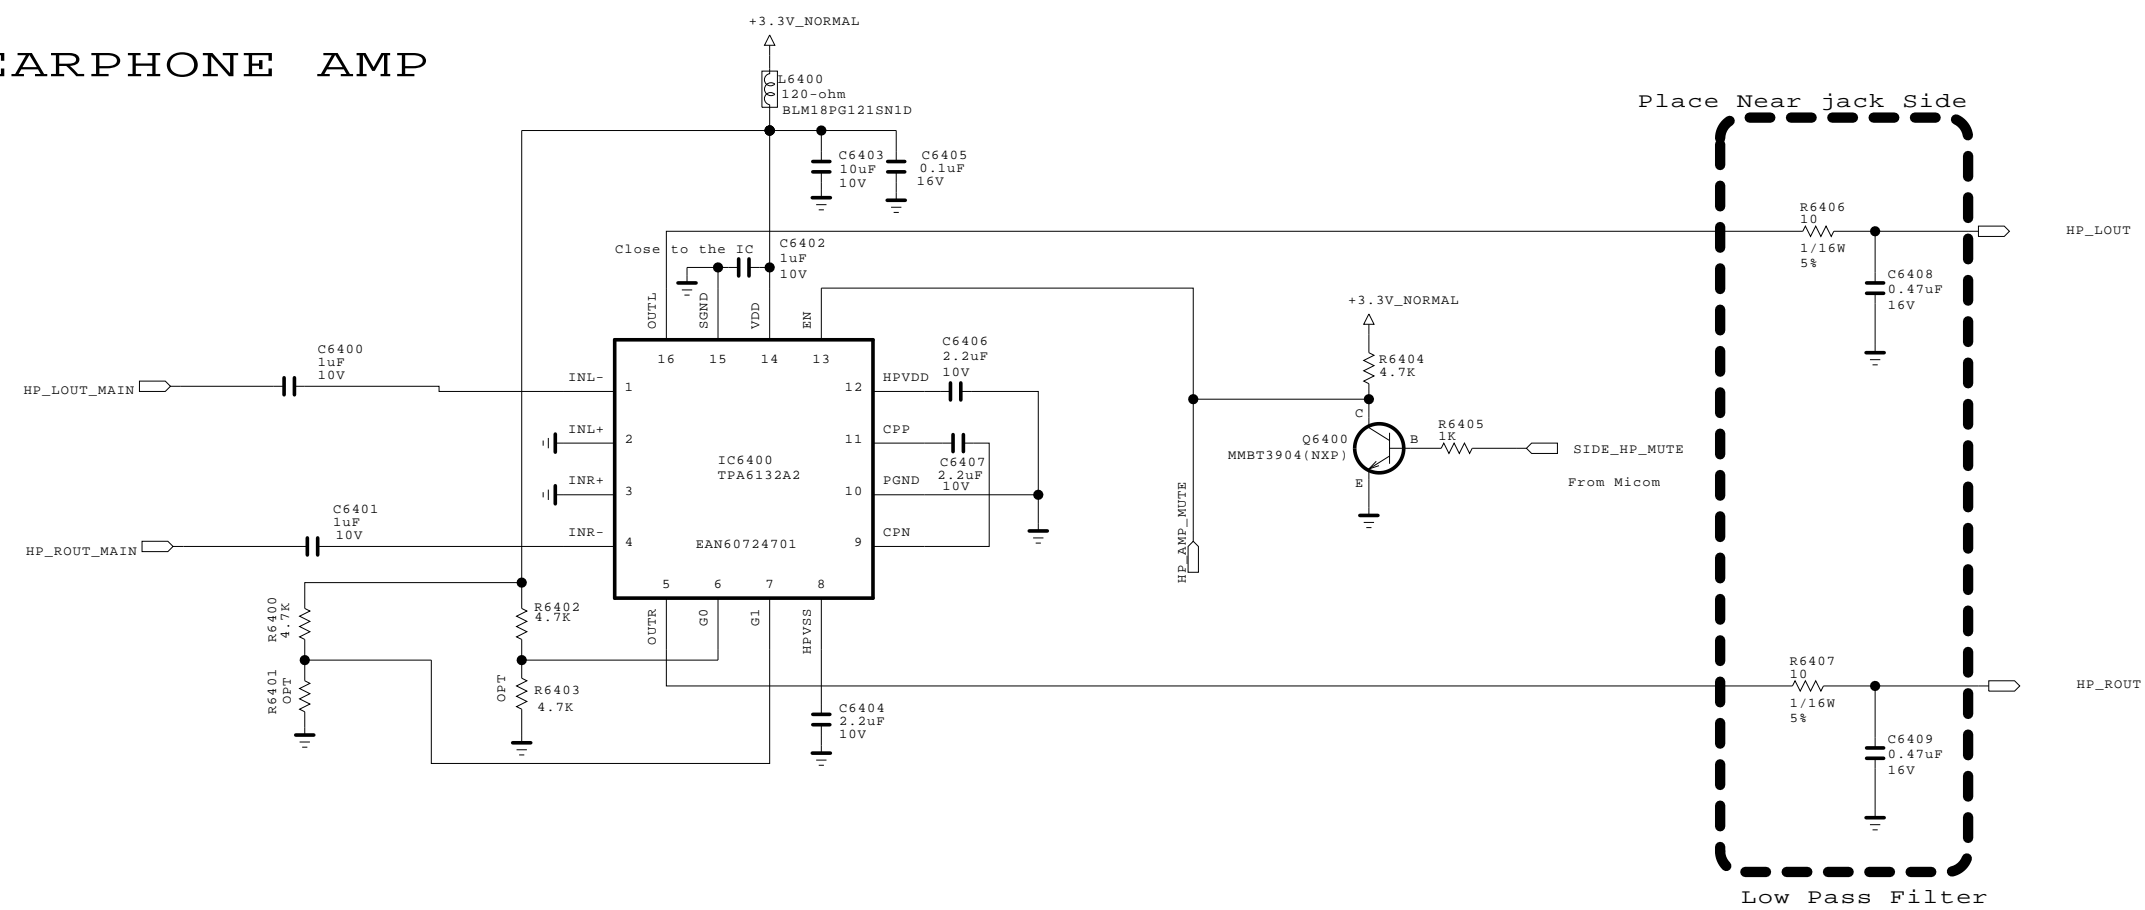 +3.3V_NORMAL
EARPHONE AMP
L6400
120-ohm
BLM18PG121SN1D
Place Near jack Side
C6403
10uF
10V
C6405
0.1uF
16V
R6406
10
1/16W
5%
HP_LOUT
Close to the IC
C6402
1uF
10V
C6408
0.47uF
16V
OUTL
SGND
VDD
EN
+3.3V_NORMAL
16
15
14
13
C6400
1uF
10V
HP_LOUT_MAIN
INL-
1
12
HPVDD
C6406
2.2uF
10V
R6404
4.7K
INL+
2
11
CPP
C6407
2.2uF
10V
C
Q6400
MMBT3904(NXP)
B
E
R6405
1K
SIDE_HP_MUTE
From Micom
IC6400
TPA6132A2
INR+
3
10
PGND
HP_AMP_MUTE
C6401
1uF
10V
HP_ROUT_MAIN
INR-
4
EAN60724701
9
CPN
5
6
7
8
OUTR
G0
G1
HPVSS
R6400
4.7K
R6402
4.7K
R6401
OPT
OPT
R6403
4.7K
R6407
10
1/16W
5%
HP_ROUT
C6404
2.2uF
10V
C6409
0.47uF
16V
Low Pass Filter